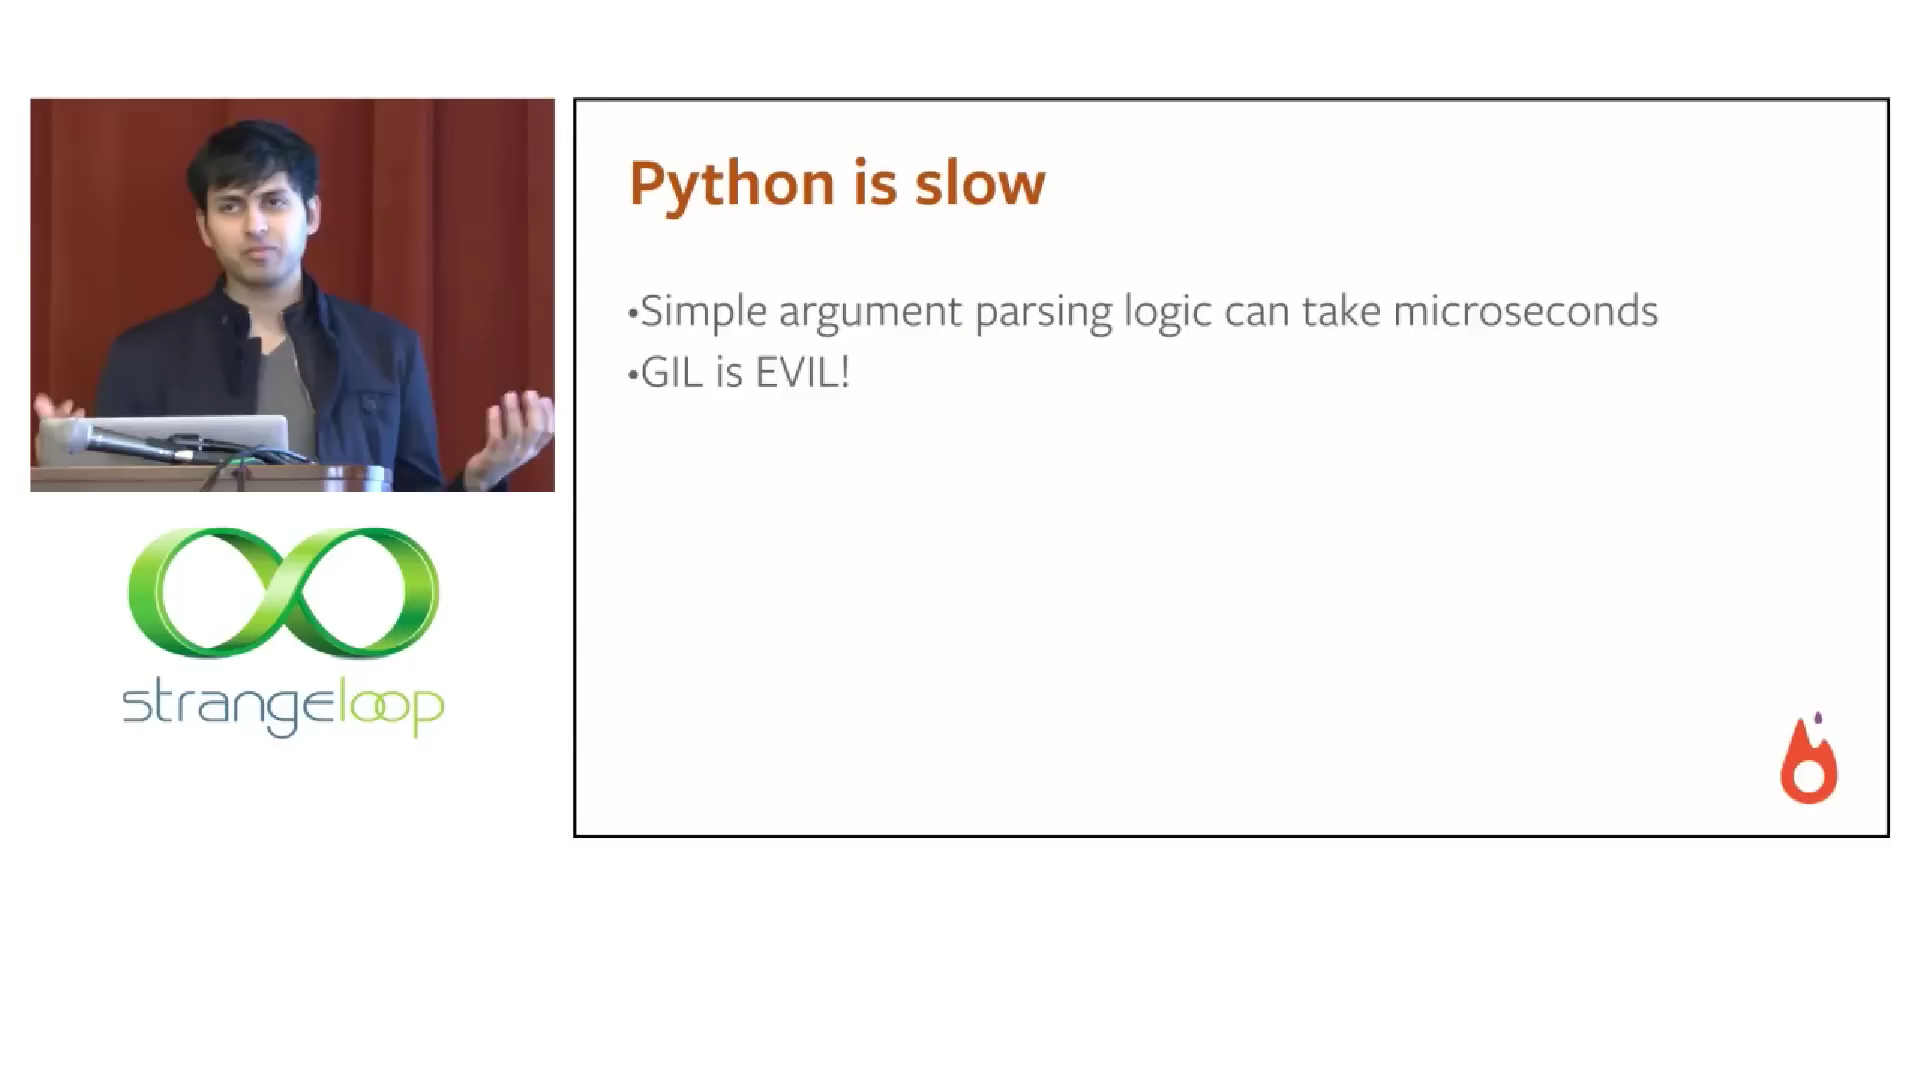 Python is slow
•Simple argument parsing logic can take microseconds
•GIL is EVIL!
strangeloop